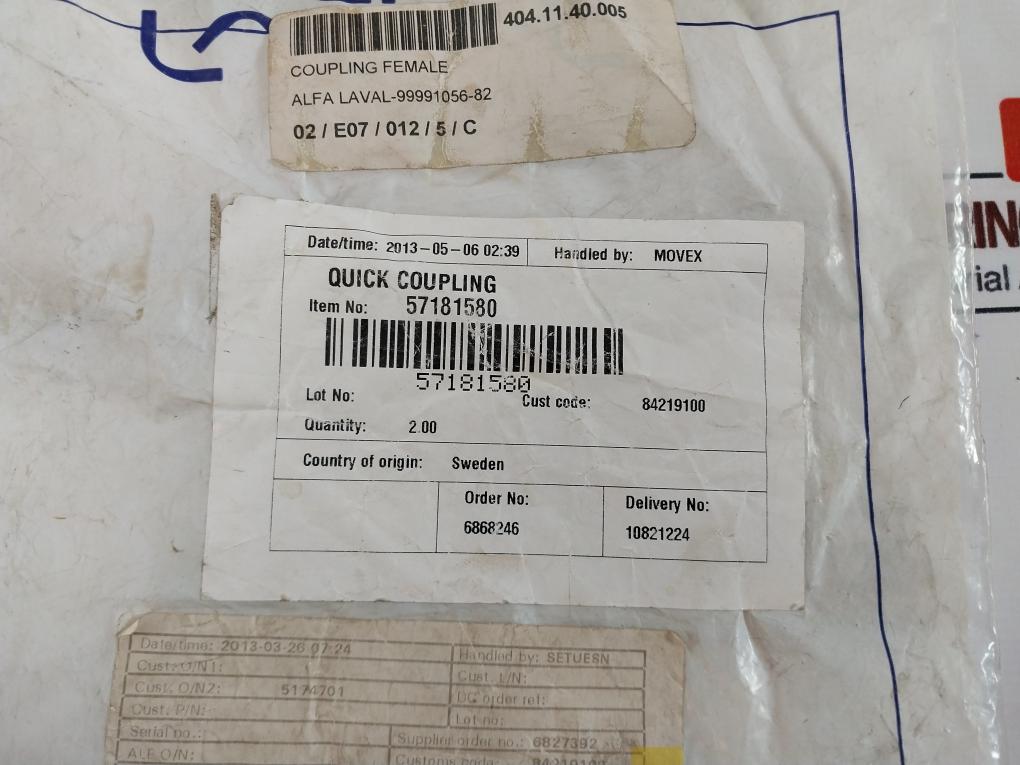 404.11.40.005
COUPLING FEMALE
ALFA LAVAL-99991056-82
02 / E07 / 012 / 5 / C
Date/time: 2013-05-06 02:39 Handled by: MOVEX
QUICK COUPLING
Item No: 57181580
57181580
Lot No: Cust code: 84219100
Quantity: 2.00
Country of origin: Sweden
Order No: Delivery No:
6868246 10821224
Date/time: 2013-03-26 07:24 Handled by: SETUESN
Cust. O/N1: Cust. L/N:
Cust. O/N2: 5174701 DC order ref:
Cust. P/N: Lot no:
Serial no.: Supplier order no.: 6827392
ALF O/N: Customs code: